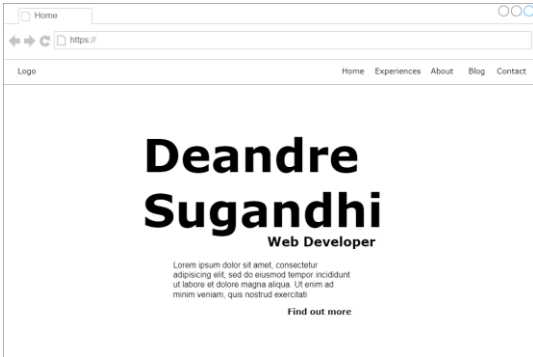 Home
https://
Logo Home Experiences About Blog Contact
Deandre
Sugandhi
Web Developer
Lorem ipsum dolor sit amet, consectetur
adipisicing elit, sed do eiusmod tempor incididunt
ut labore et dolore magna aliqua. Ut enim ad
minim veniam, quis nostrud exercitati
Find out more